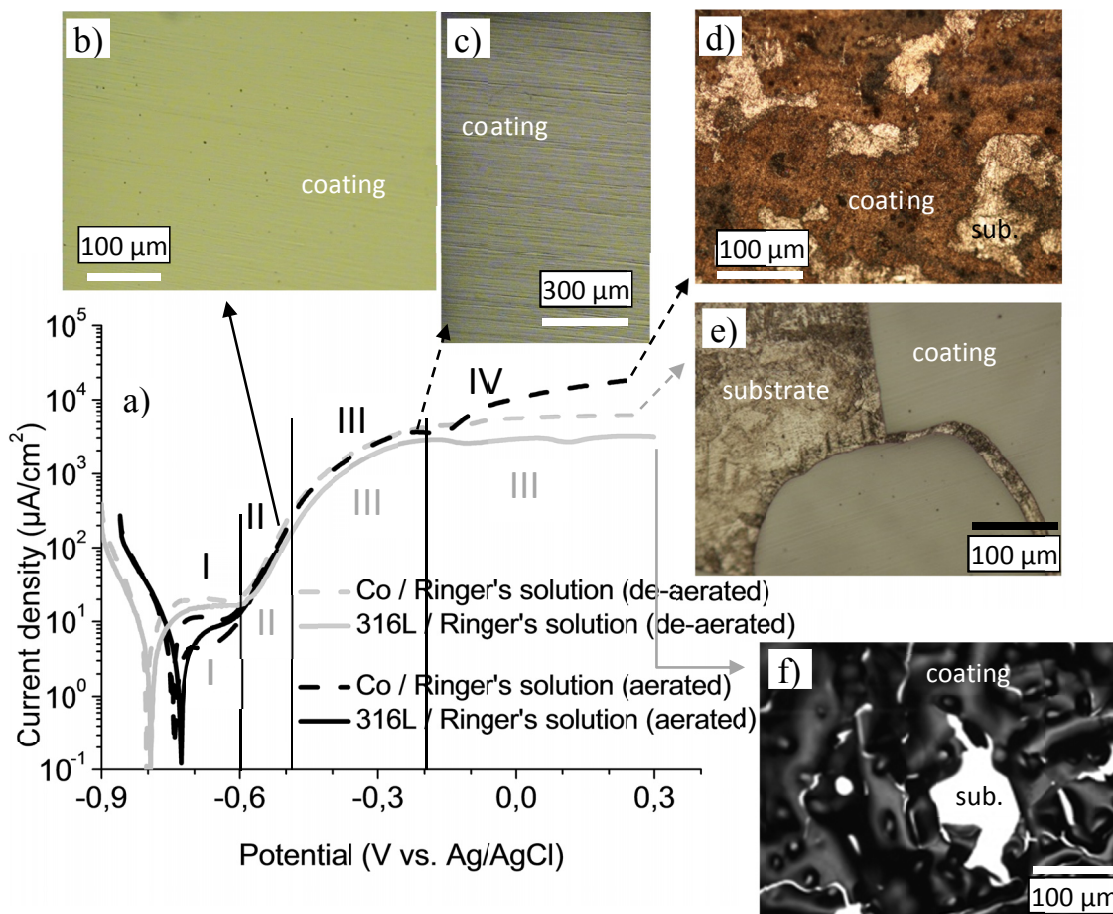 b)
coating
100 µm
c)
coating
300 µm
d)
coating
sub.
100 µm
e)
substrate
coating
100 µm
f)
coating
sub.
100 µm
a)
Current density (µA/cm²)
10⁵
10⁴
10³
10²
10¹
10⁰
10⁻¹
I
II
III
IV
I
II
III
III
Co / Ringer's solution (de-aerated)
316L / Ringer's solution (de-aerated)
Co / Ringer's solution (aerated)
316L / Ringer's solution (aerated)
-0,9 -0,6 -0,3 0,0 0,3
Potential (V vs. Ag/AgCl)